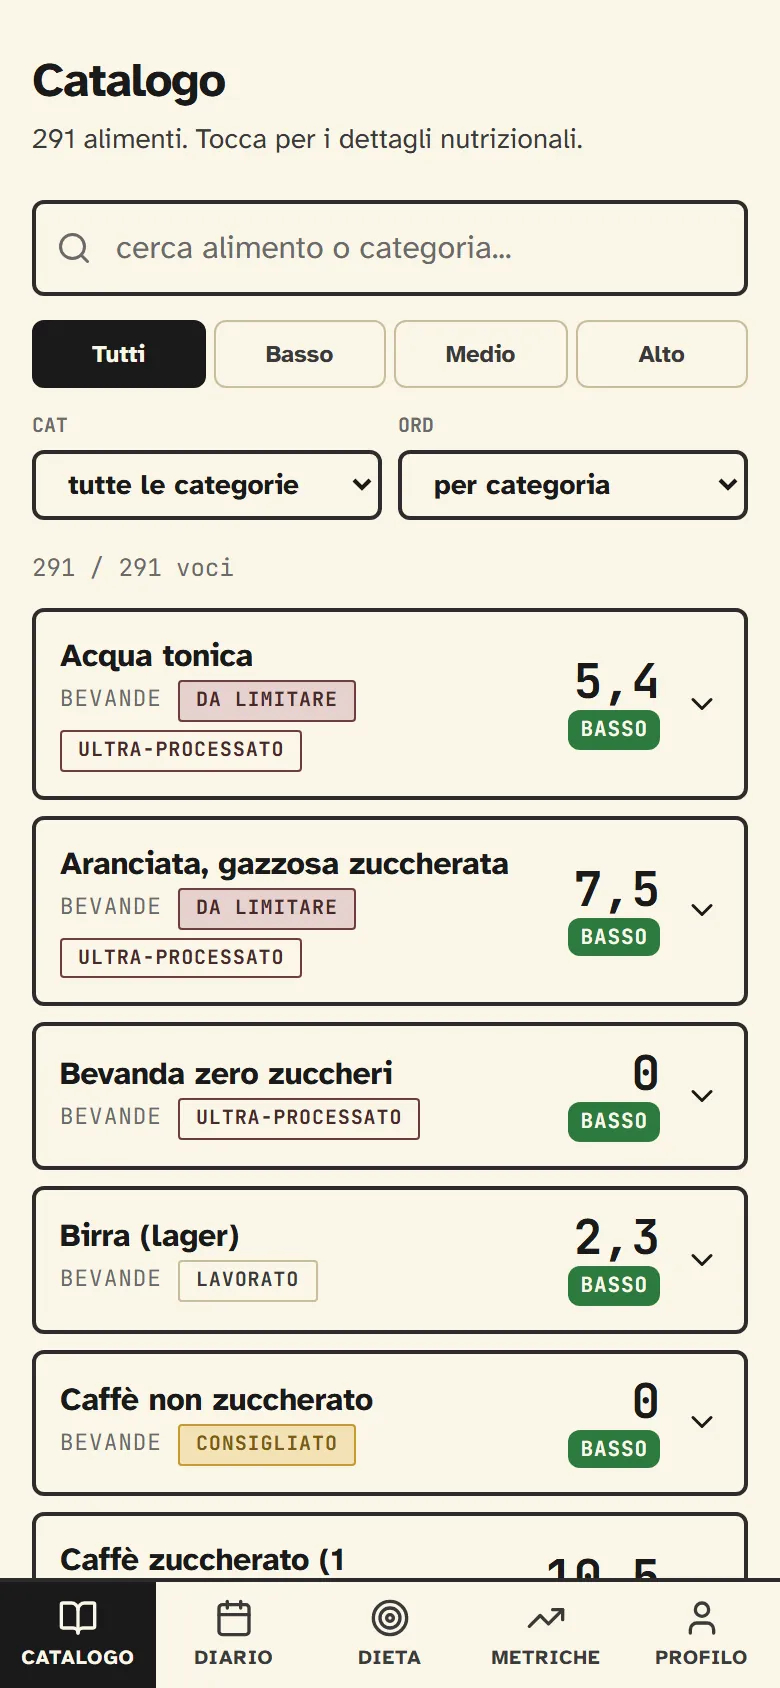 Catalogo
291 alimenti. Tocca per i dettagli nutrizionali.
cerca alimento o categoria...
Tutti Basso Medio Alto
CAT ORD
tutte le categorie per categoria
291 / 291 voci
Acqua tonica
5,4
BEVANDE DA LIMITARE
BASSO
ULTRA-PROCESSATO
Aranciata, gazzosa zuccherata
7,5
BEVANDE DA LIMITARE
BASSO
ULTRA-PROCESSATO
Bevanda zero zuccheri
0
BEVANDE ULTRA-PROCESSATO
BASSO
Birra (lager)
2,3
BEVANDE LAVORATO
BASSO
Caffè non zuccherato
0
BEVANDE CONSIGLIATO
BASSO
Caffè zuccherato (1
10,5
CATALOGO DIARIO DIETA METRICHE PROFILO